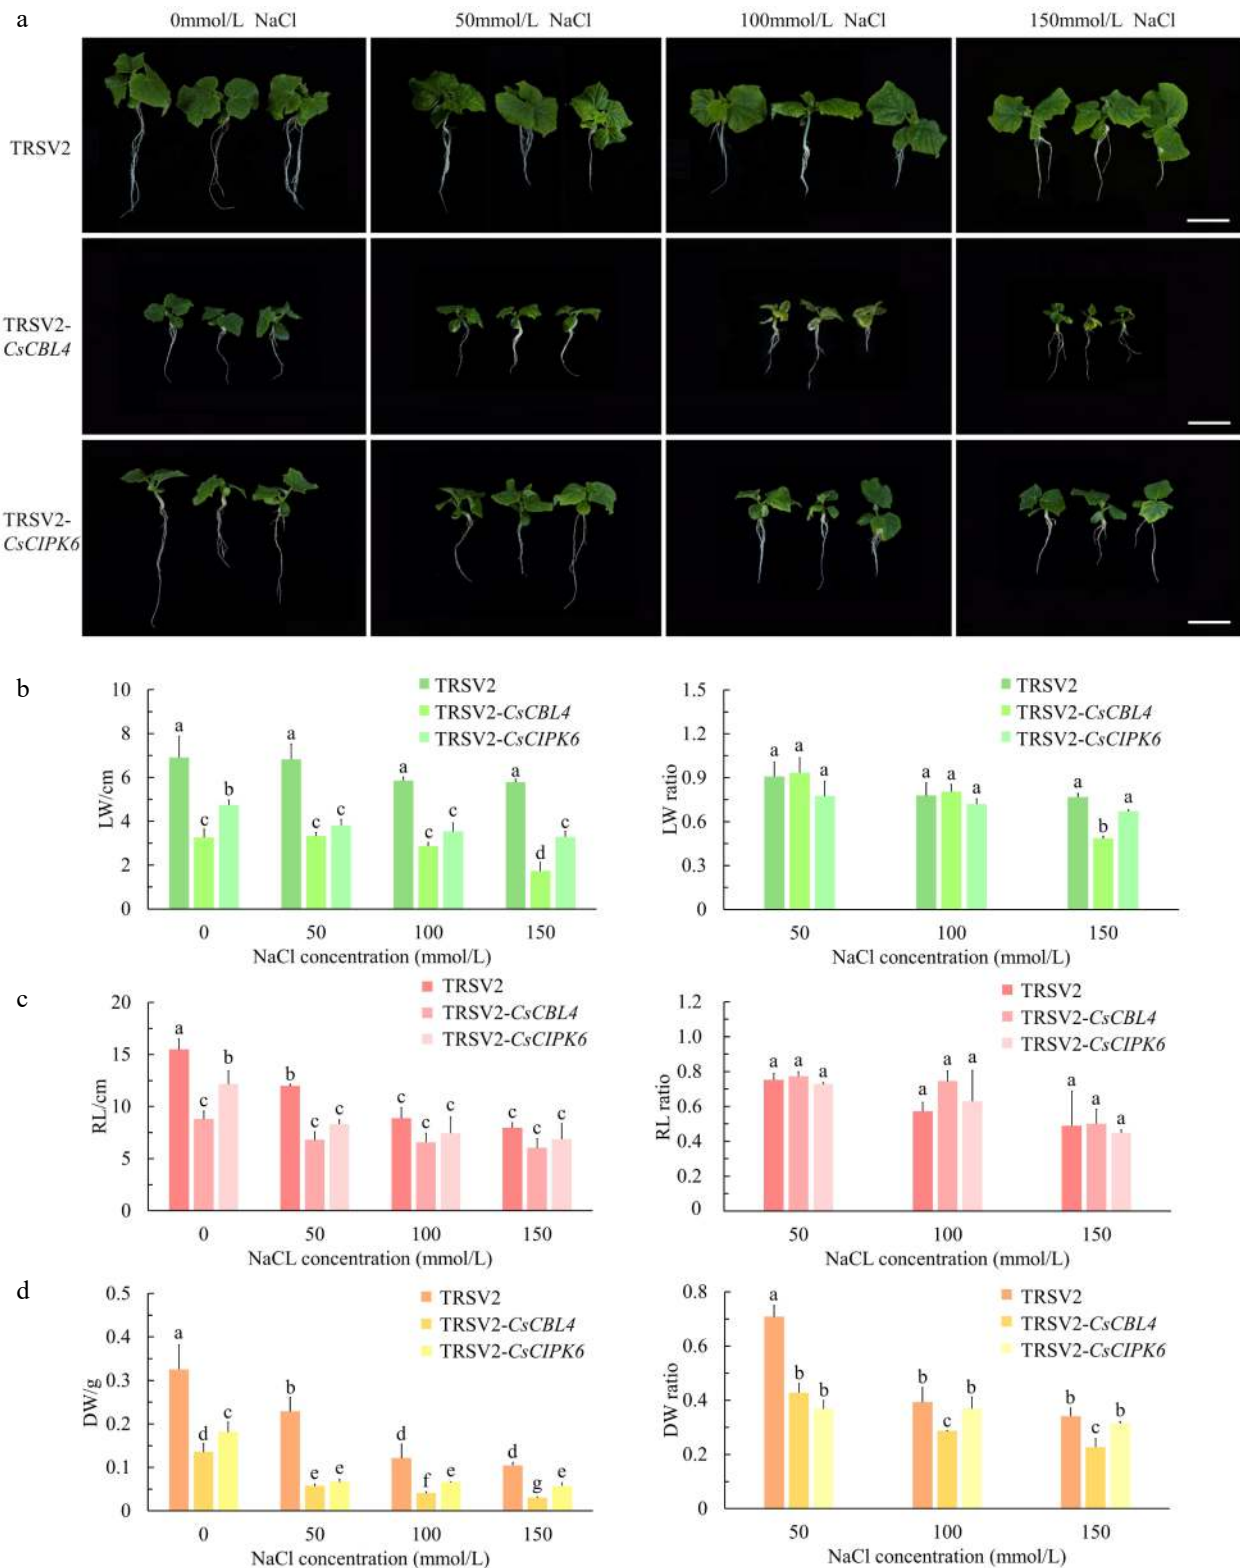 a
0mmol/L NaCl
50mmol/L NaCl
100mmol/L NaCl
150mmol/L NaCl
TRSV2
TRSV2-
CsCBL4
TRSV2-
CsCIPK6
b
10
8
6
4
2
0
LW/cm
TRSV2
TRSV2-CsCBL4
TRSV2-CsCIPK6
a c b
a c c
a c c
a d c
0 50 100 150
NaCl concentration (mmol/L)
1.5
1.2
0.9
0.6
0.3
0
LW ratio
TRSV2
TRSV2-CsCBL4
TRSV2-CsCIPK6
a a a
a a a
a b a
50 100 150
NaCl concentration (mmol/L)
c
20
15
10
5
0
RL/cm
TRSV2
TRSV2-CsCBL4
TRSV2-CsCIPK6
a c b
b c c
c c c
c c c
0 50 100 150
NaCL concentration (mmol/L)
1.2
1.0
0.8
0.6
0.4
0.2
0
RL ratio
TRSV2
TRSV2-CsCBL4
TRSV2-CsCIPK6
a a a
a a a
a a a
50 100 150
NaCl concentration (mmol/L)
d
0.5
0.4
0.3
0.2
0.1
0
DW/g
TRSV2
TRSV2-CsCBL4
TRSV2-CsCIPK6
a d c
b e e
d f e
d g e
0 50 100 150
NaCl concentration (mmol/L)
0.8
0.6
0.4
0.2
0
DW ratio
TRSV2
TRSV2-CsCBL4
TRSV2-CsCIPK6
a b b
b c b
b c b
50 100 150
NaCl concentration (mmol/L)